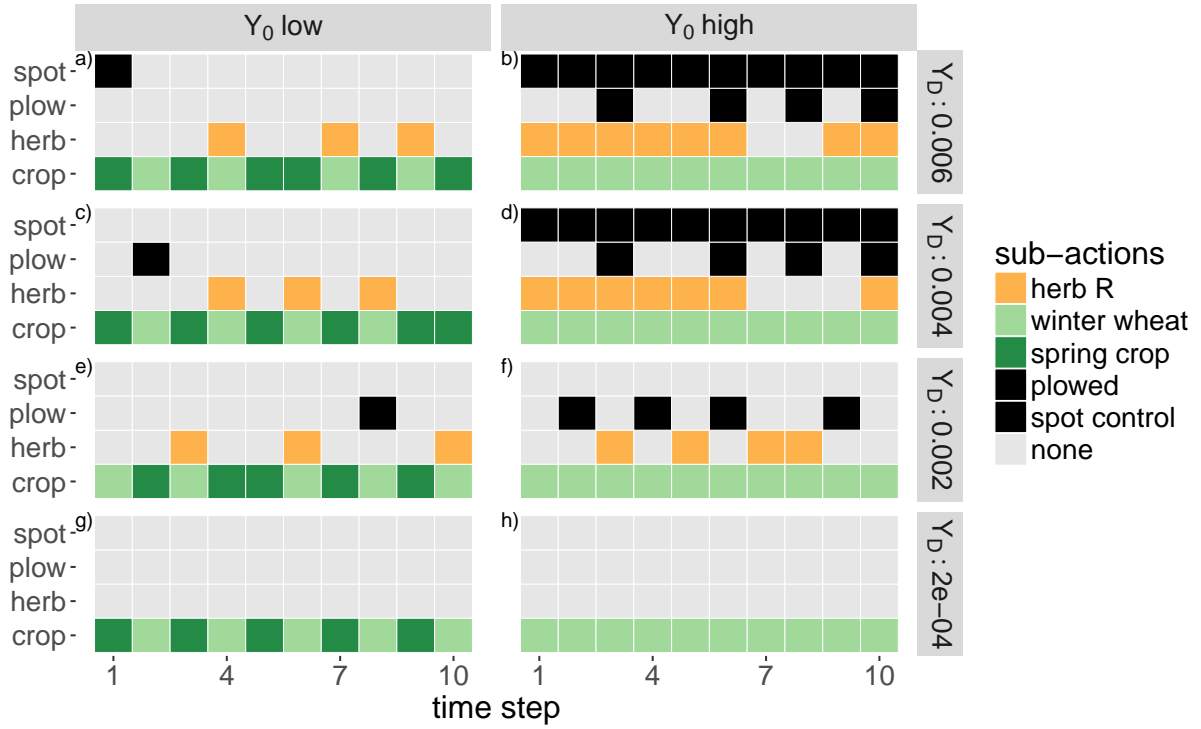 Y0 low
Y0 high
a)
b)
spot
plow
herb
crop
YD : 0.006
c)
d)
spot
plow
herb
crop
YD : 0.004
e)
f)
spot
plow
herb
crop
YD : 0.002
g)
h)
spot
plow
herb
crop
YD : 2e−04
1 4 7 10
1 4 7 10
time step
sub−actions
herb R
winter wheat
spring crop
plowed
spot control
none